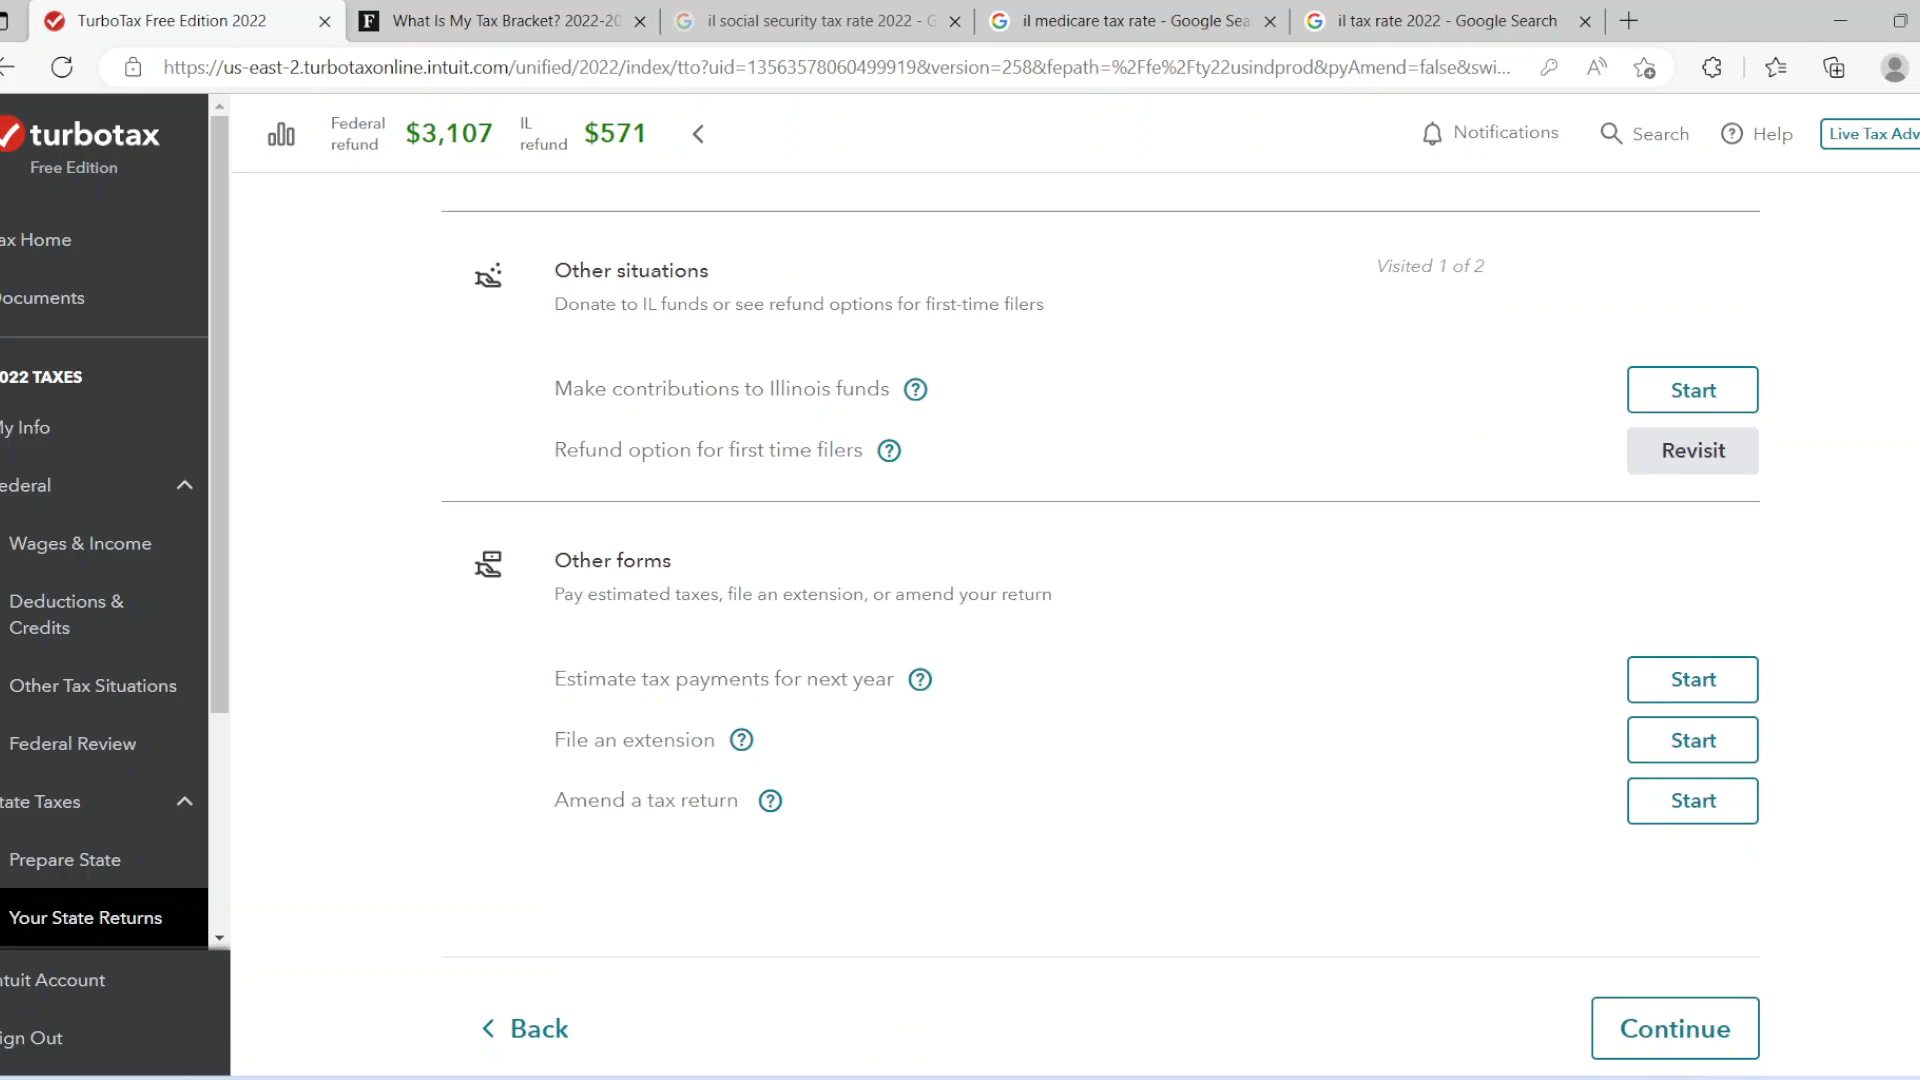 TurboTax Free Edition 2022
What Is My Tax Bracket? 2022-20
il social security tax rate 2022 - G
il medicare tax rate - Google Sea
il tax rate 2022 - Google Search
https://us-east-2.turbotaxonline.intuit.com/unified/2022/index/tto?uid=13563578060499919&version=258&fepath=%2Ffe%2Fty22usindprod&pyAmend=false&swi...
turbotax
Free Edition
Federal
refund
$3,107
IL
refund
$571
Notifications
Search
Help
Live Tax Adv
ax Home
ocuments
022 TAXES
My Info
ederal
Wages & Income
Deductions &
Credits
Other Tax Situations
Federal Review
tate Taxes
Prepare State
Your State Returns
ntuit Account
ign Out
Other situations
Visited 1 of 2
Donate to IL funds or see refund options for first-time filers
Make contributions to Illinois funds
Start
Refund option for first time filers
Revisit
Other forms
Pay estimated taxes, file an extension, or amend your return
Estimate tax payments for next year
Start
File an extension
Start
Amend a tax return
Start
Back
Continue